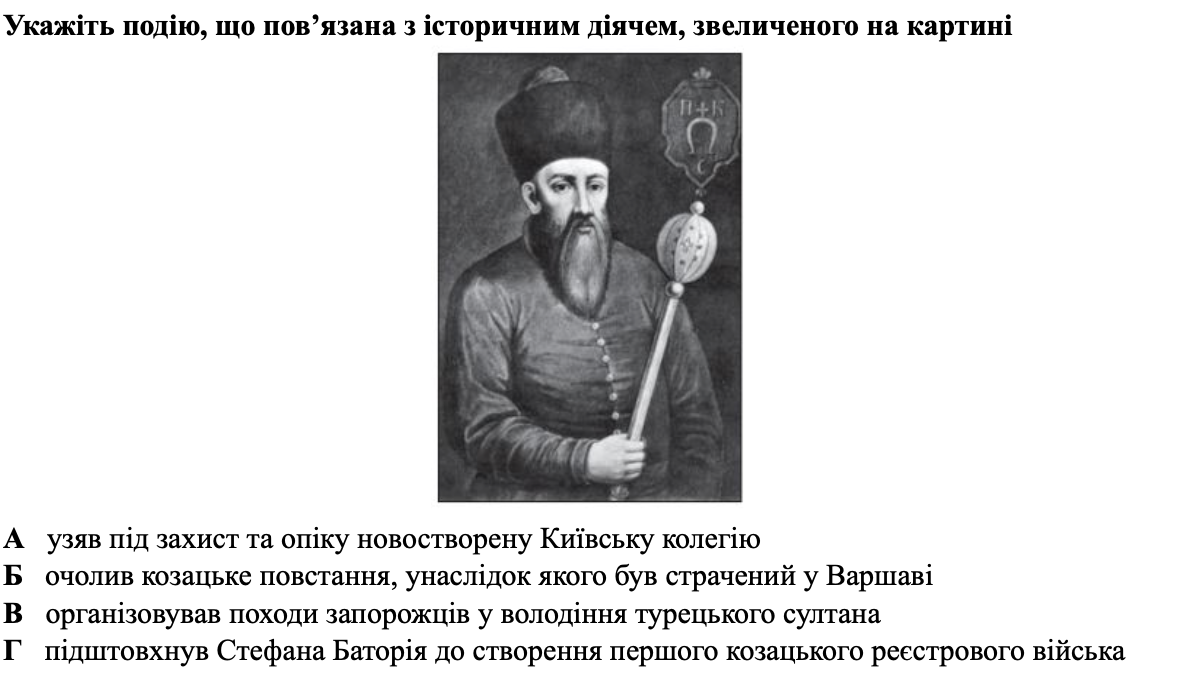 Укажіть подію, що пов’язана з історичним діячем, звеличеного на картині
П + К
А узяв під захист та опіку новостворену Київську колегію
Б очолив козацьке повстання, унаслідок якого був страчений у Варшаві
В організовував походи запорожців у володіння турецького султана
Г підштовхнув Стефана Баторія до створення першого козацького реєстрового війська